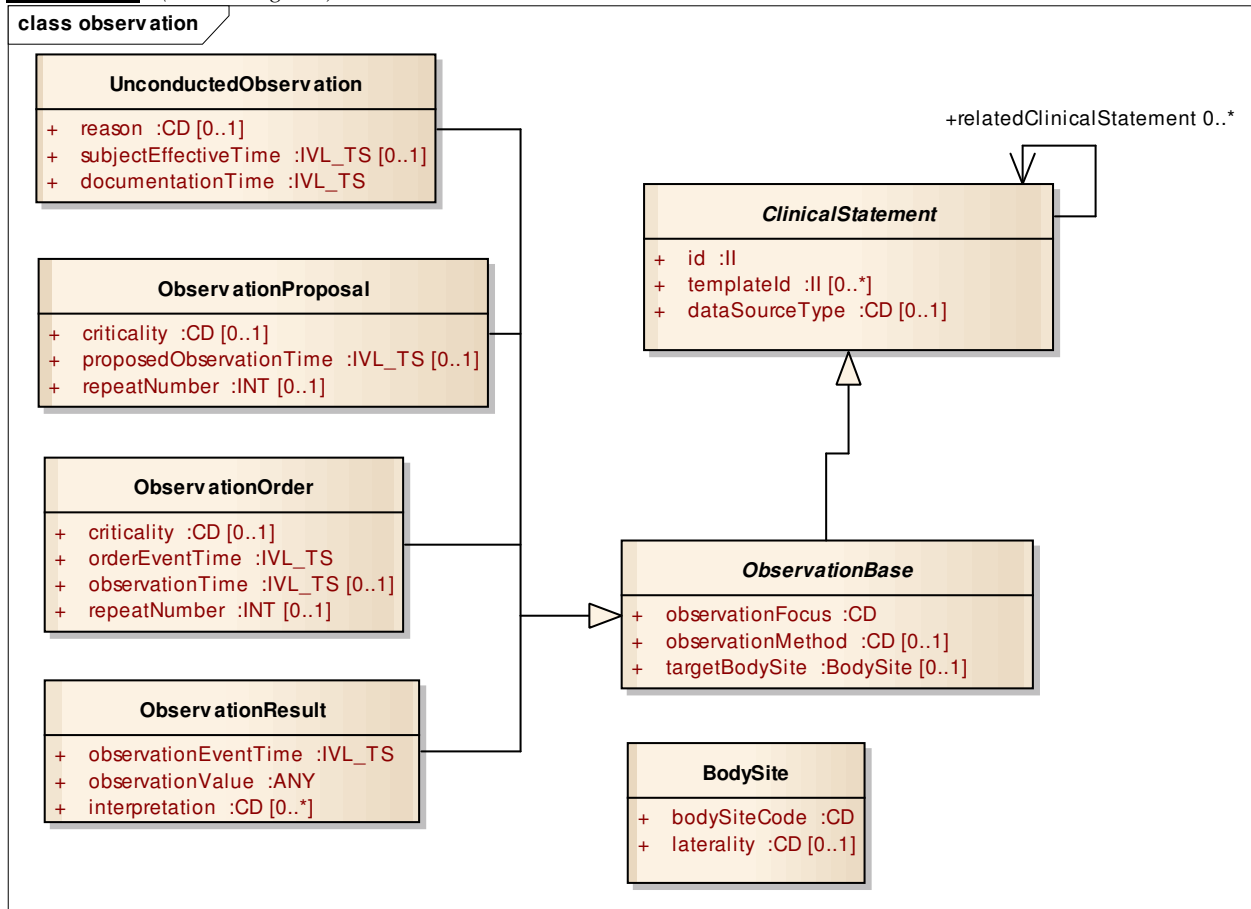 class observation
UnconductedObservation
+ reason :CD [0..1]
+ subjectEffectiveTime :IVL_TS [0..1]
+ documentationTime :IVL_TS
+relatedClinicalStatement 0..*
ClinicalStatement
+ id :II
+ templateId :II [0..*]
+ dataSourceType :CD [0..1]
ObservationProposal
+ criticality :CD [0..1]
+ proposedObservationTime :IVL_TS [0..1]
+ repeatNumber :INT [0..1]
ObservationOrder
+ criticality :CD [0..1]
+ orderEventTime :IVL_TS
+ observationTime :IVL_TS [0..1]
+ repeatNumber :INT [0..1]
ObservationBase
+ observationFocus :CD
+ observationMethod :CD [0..1]
+ targetBodySite :BodySite [0..1]
ObservationResult
+ observationEventTime :IVL_TS
+ observationValue :ANY
+ interpretation :CD [0..*]
BodySite
+ bodySiteCode :CD
+ laterality :CD [0..1]